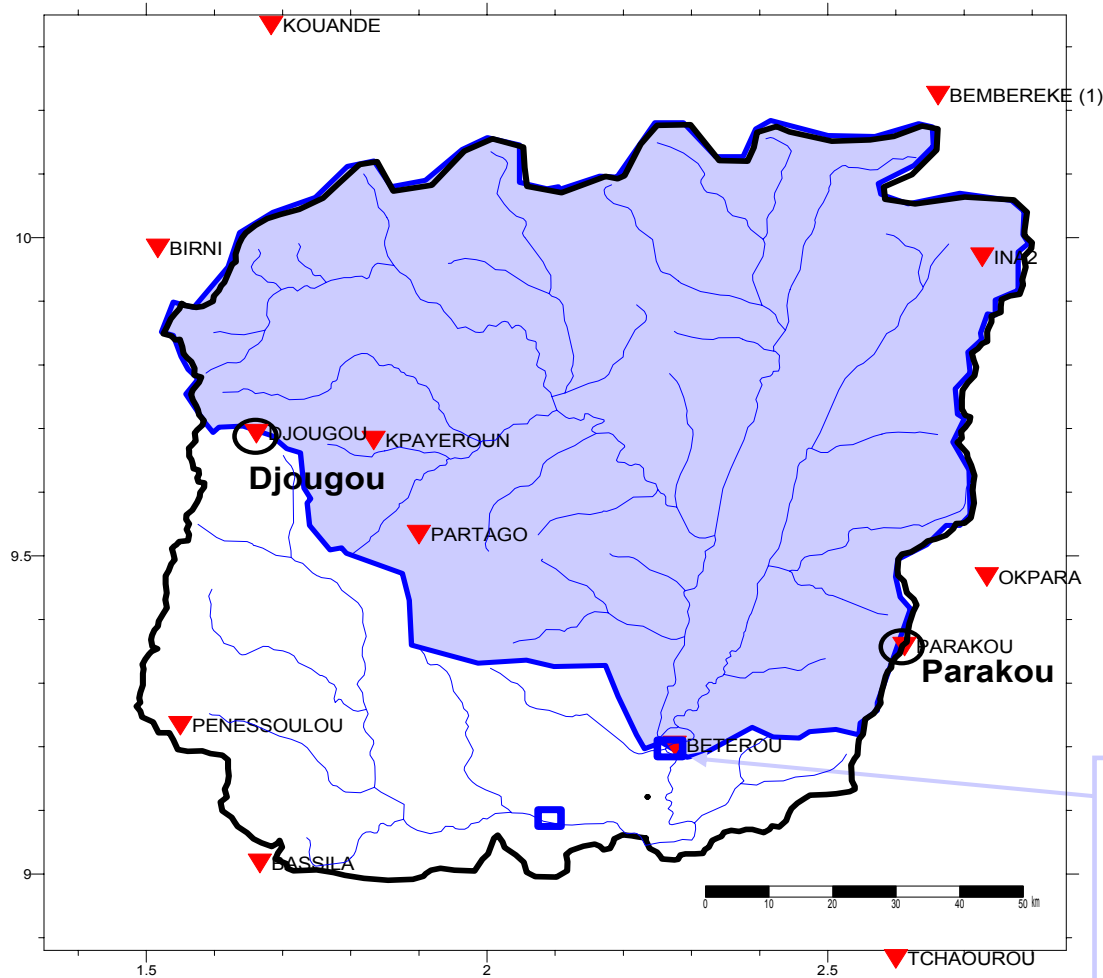 KOUANDE
BEMBEREKE (1)
10
BIRNI
INA2
DJOUGOU
KPAYEROUN
Djougou
PARTAGO
9.5
OKPARA
PARAKOU
Parakou
PENESSOULOU
BETEROU
BASSILA
9
0 10 20 30 40 50 km
1.5 2 2.5
TCHAOUROU